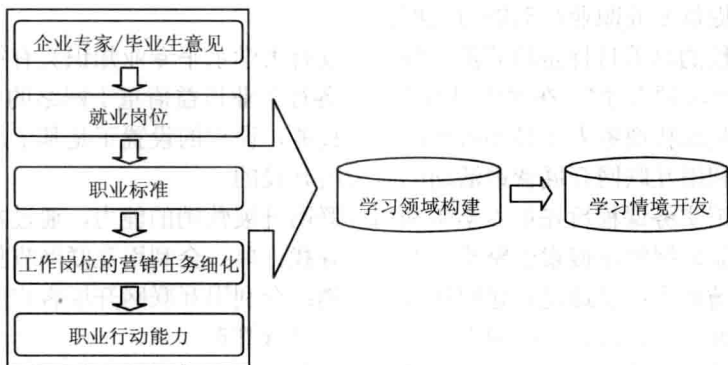 企业专家/毕业生意见
就业岗位
职业标准
工作岗位的营销任务细化
职业行动能力
学习领域构建
学习情境开发